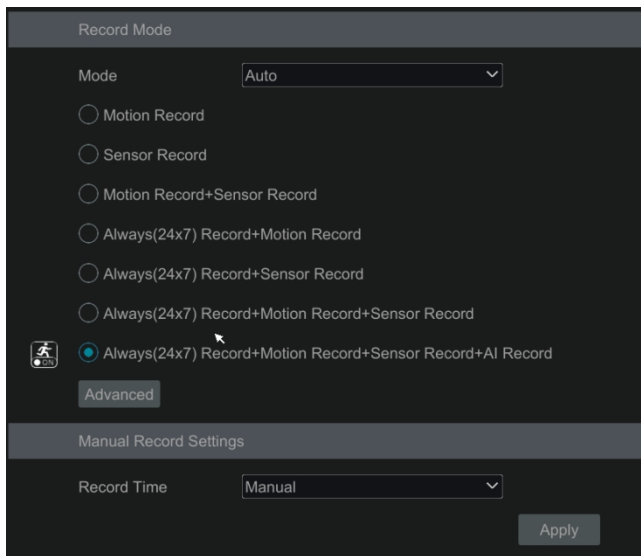 Record Mode
Mode Auto
Motion Record
Sensor Record
Motion Record+Sensor Record
Always(24x7) Record+Motion Record
Always(24x7) Record+Sensor Record
Always(24x7) Record+Motion Record+Sensor Record
ON Always(24x7) Record+Motion Record+Sensor Record+AI Record
Advanced
Manual Record Settings
Record Time Manual
Apply